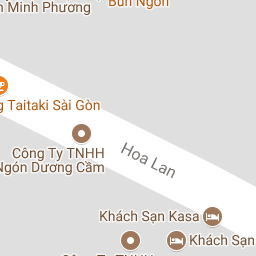 Bún Ngon
Minh Phương
Taitaki Sài Gòn
Công Ty TNHH
Ngón Dương Cầm
Hoa Lan
Khách Sạn Kasa
Khách Sạn